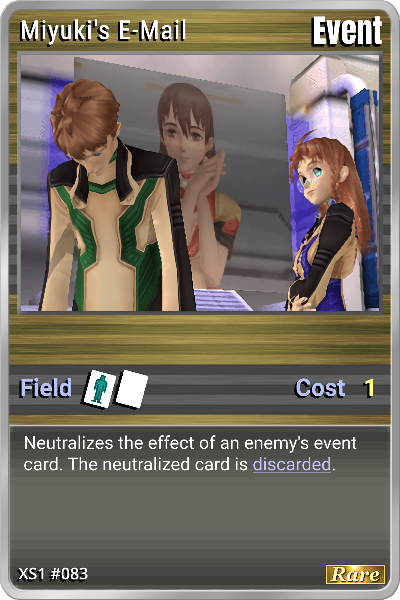 Miyuki's E-Mail
Event
Field
Cost 1
Neutralizes the effect of an enemy's event
card. The neutralized card is discarded.
XS1 #083
Rare